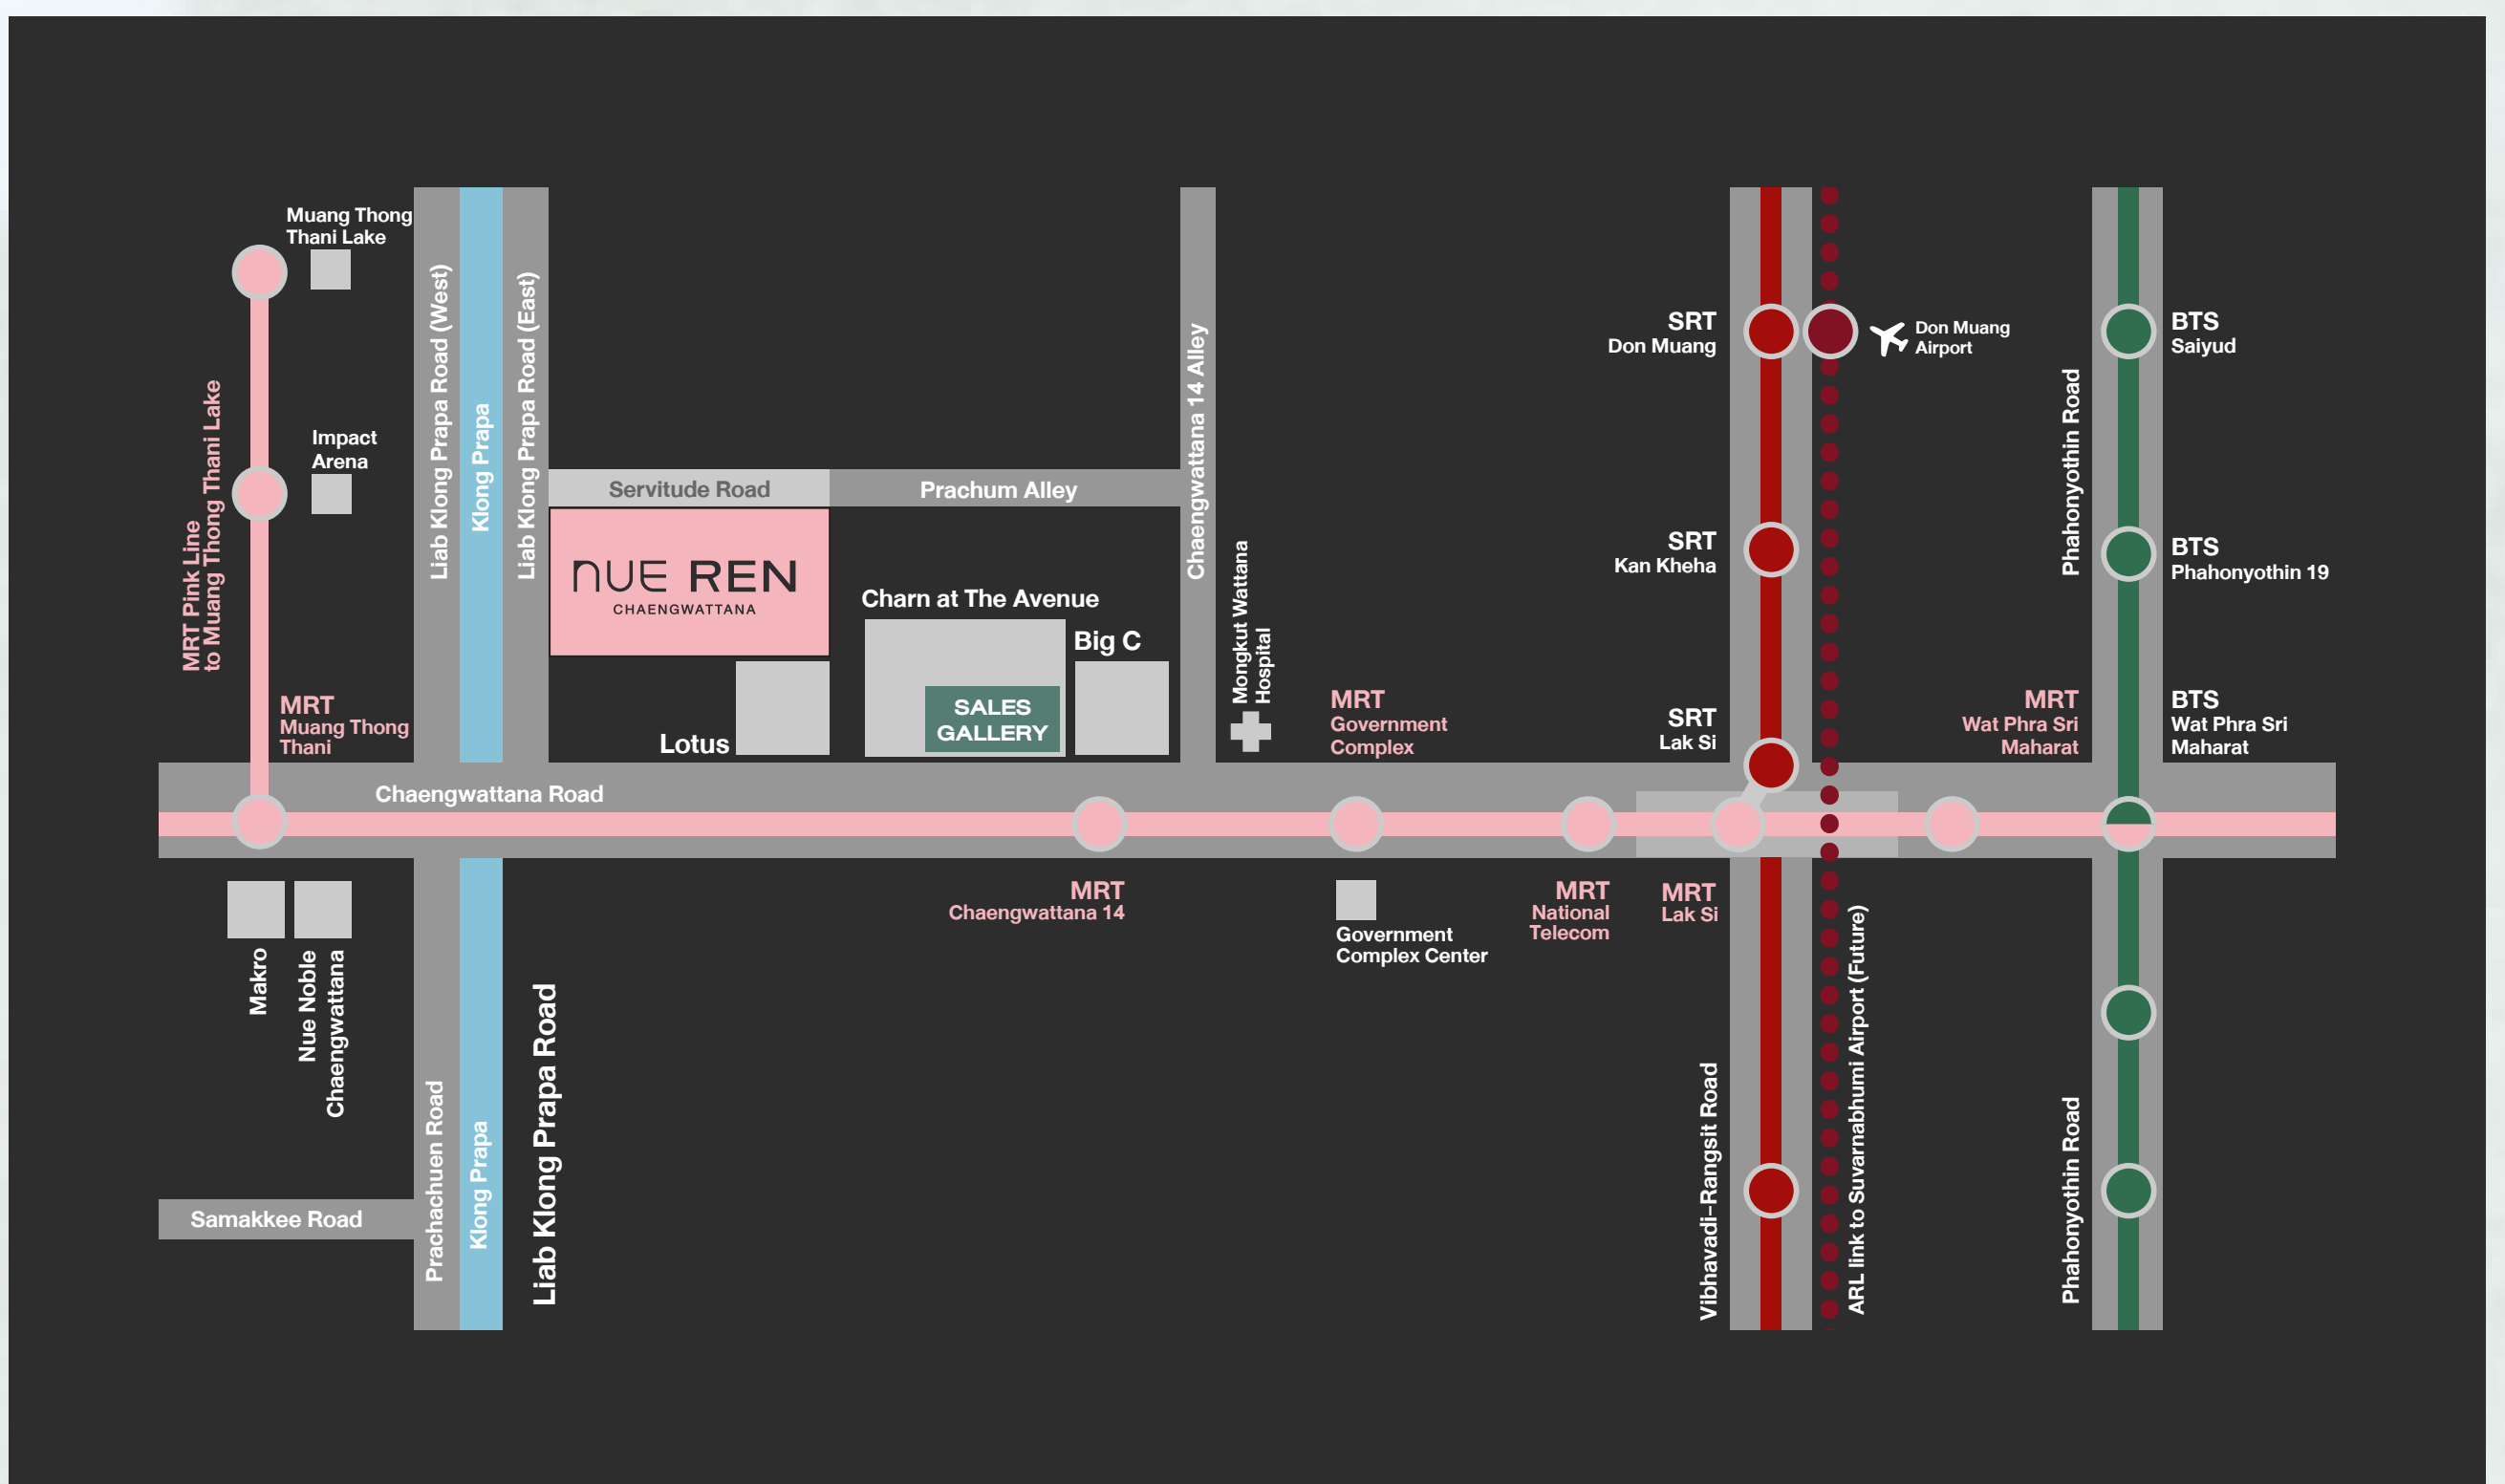 Muang Thong
Thani Lake
Impact
Arena
MRT Pink Line
to Muang Thong Thani Lake
MRT
Muang Thong
Thani
Liab Klong Prapa Road (West)
Klong Prapa
Liab Klong Prapa Road (East)
Servitude Road
Prachum Alley
NUE REN
CHAENGWATTANA
Charn at The Avenue
Big C
SALES
GALLERY
Lotus
Chaengwattana 14 Alley
Mongkut Wattana
Hospital
MRT
Government
Complex
SRT
Don Muang
Don Muang
Airport
SRT
Kan Kheha
SRT
Lak Si
Phahonyothin Road
BTS
Saiyud
BTS
Phahonyothin 19
MRT
Wat Phra Sri
Maharat
BTS
Wat Phra Sri
Maharat
Chaengwattana Road
Makro
Nue Noble
Chaengwattana
MRT
Chaengwattana 14
Government
Complex Center
MRT
National
Telecom
MRT
Lak Si
Samakkee Road
Prachachuen Road
Klong Prapa
Liab Klong Prapa Road
Vibhavadi-Rangsit Road
ARL link to Suvarnabhumi Airport (Future)
Phahonyothin Road